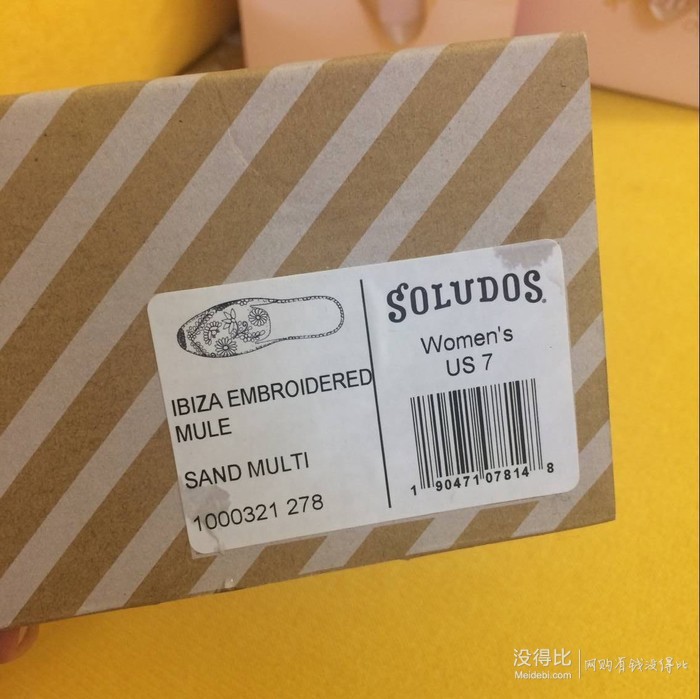 SOLUDOS®
Women's
US 7
IBIZA EMBROIDERED
MULE
SAND MULTI
1000321 278
1 90471 07814 8
没得比
Meidebi.com
网购有钱没得比